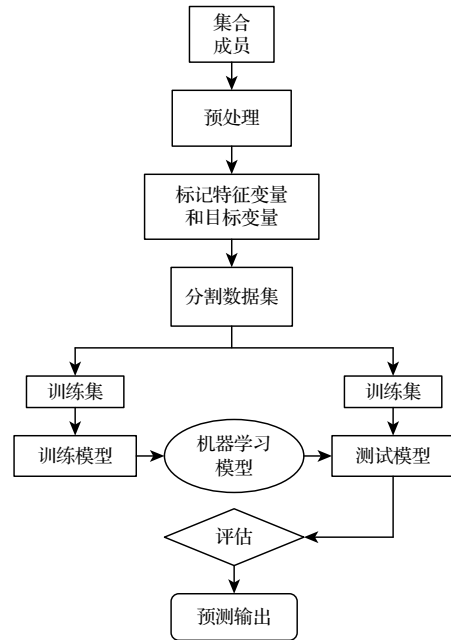 集合
成员
预处理
标记特征变量
和目标变量
分割数据集
训练集
训练集
训练模型
机器学习
模型
测试模型
评估
预测输出